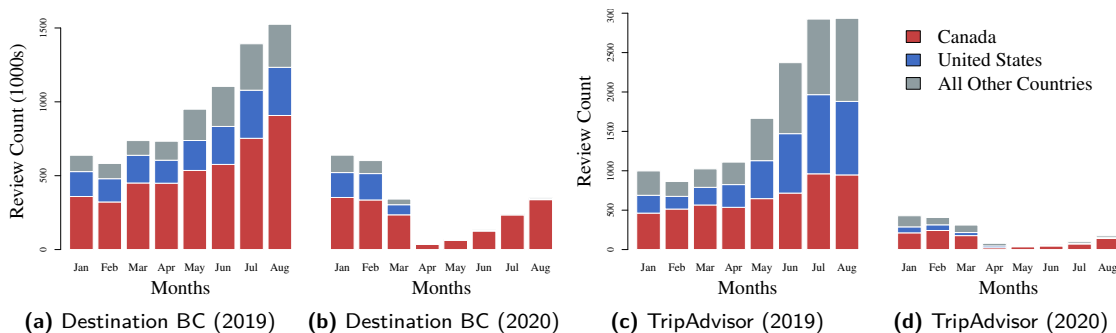 Review Count (1000s)
0 500 1000 1500
Jan Feb Mar Apr May Jun Jul Aug
Months
(a) Destination BC (2019)
Jan Feb Mar Apr May Jun Jul Aug
Months
(b) Destination BC (2020)
Review Count
0 500 1000 1500 2000 2500 300
Jan Feb Mar Apr May Jun Jul Aug
Months
(c) TripAdvisor (2019)
Canada
United States
All Other Countries
Jan Feb Mar Apr May Jun Jul Aug
Months
(d) TripAdvisor (2020)